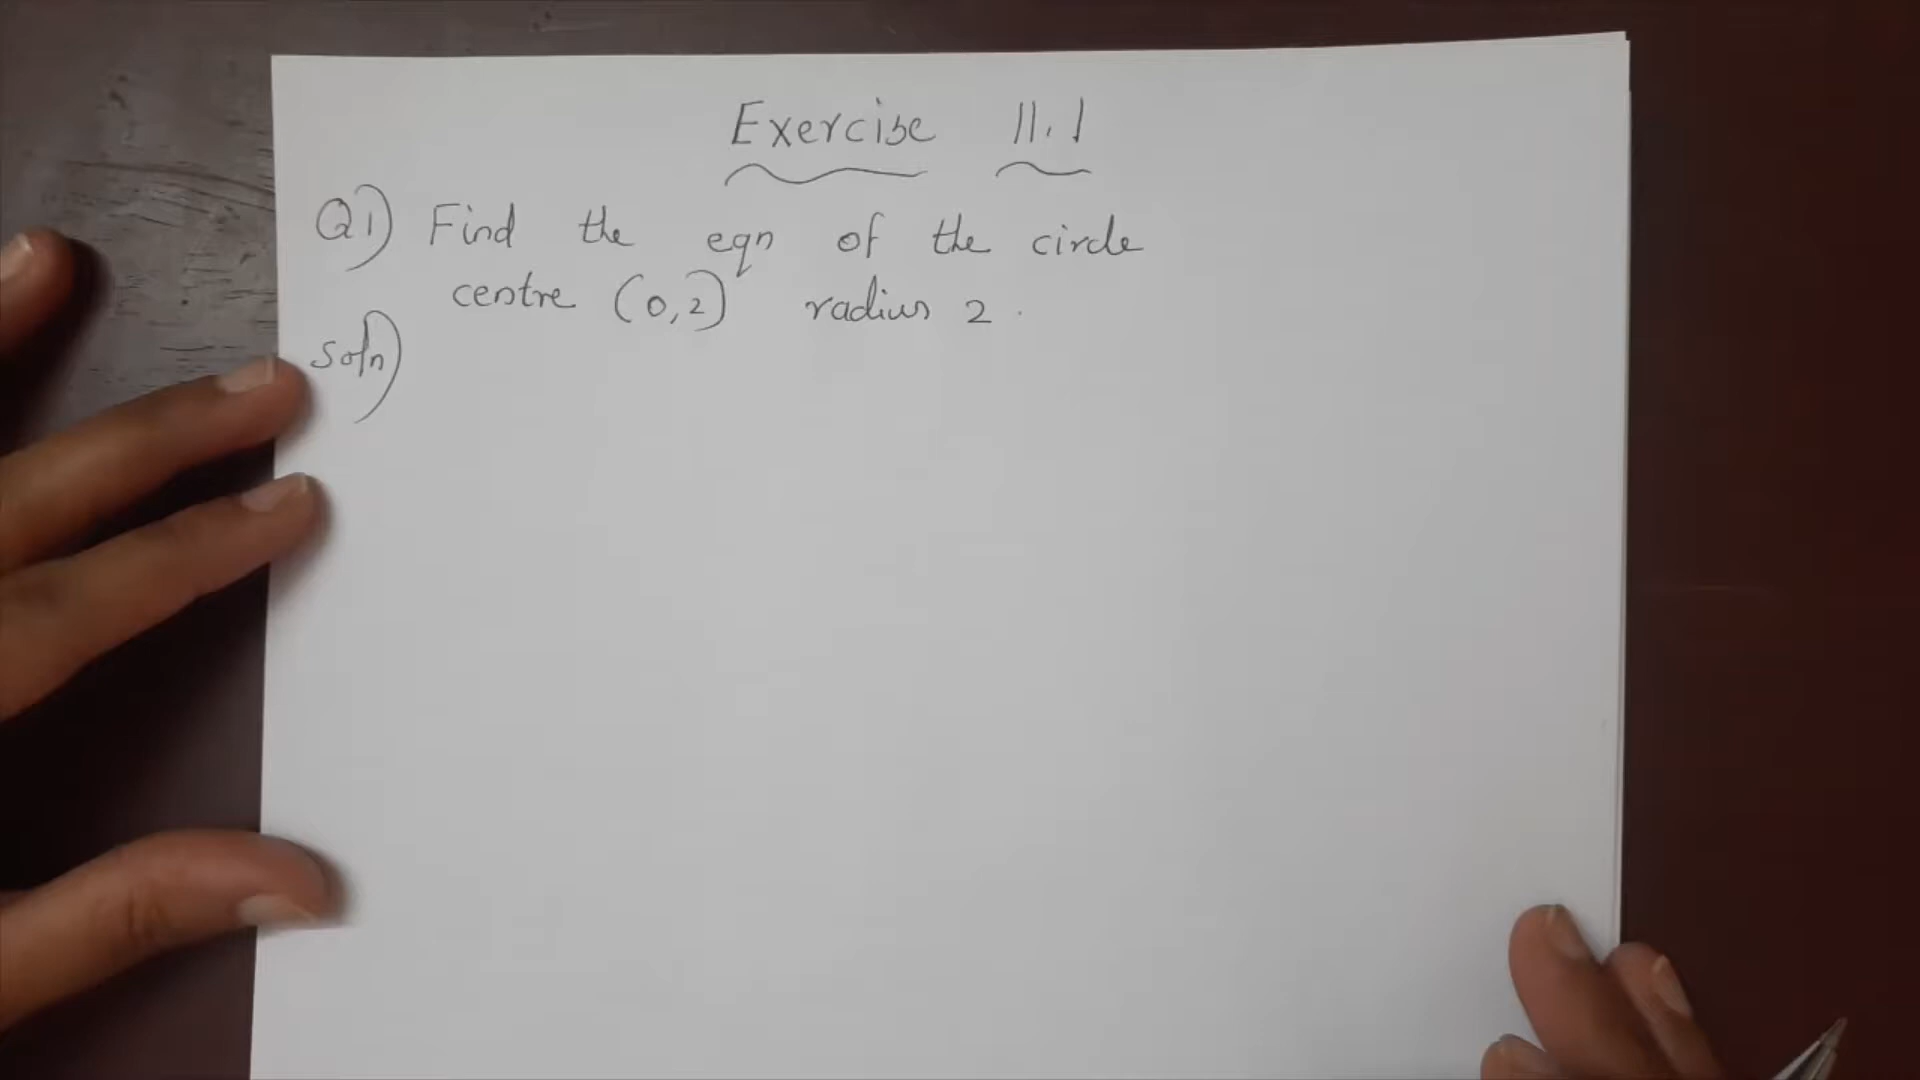 Exercise 11.1
Q1) Find the eqn of the circle
centre (0,2) radius 2.
Soln)